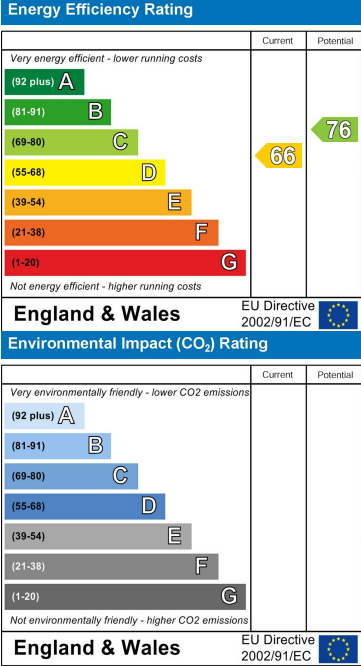 Energy Efficiency Rating
Current Potential
Very energy efficient - lower running costs
(92 plus) A
(81-91) B
(69-80) C
(55-68) D
(39-54) E
(21-38) F
(1-20) G
66
76
Not energy efficient - higher running costs
England & Wales
EU Directive
2002/91/EC
Environmental Impact (CO₂) Rating
Current Potential
Very environmentally friendly - lower CO2 emissions
(92 plus) A
(81-91) B
(69-80) C
(55-68) D
(39-54) E
(21-38) F
(1-20) G
Not environmentally friendly - higher CO2 emissions
England & Wales
EU Directive
2002/91/EC